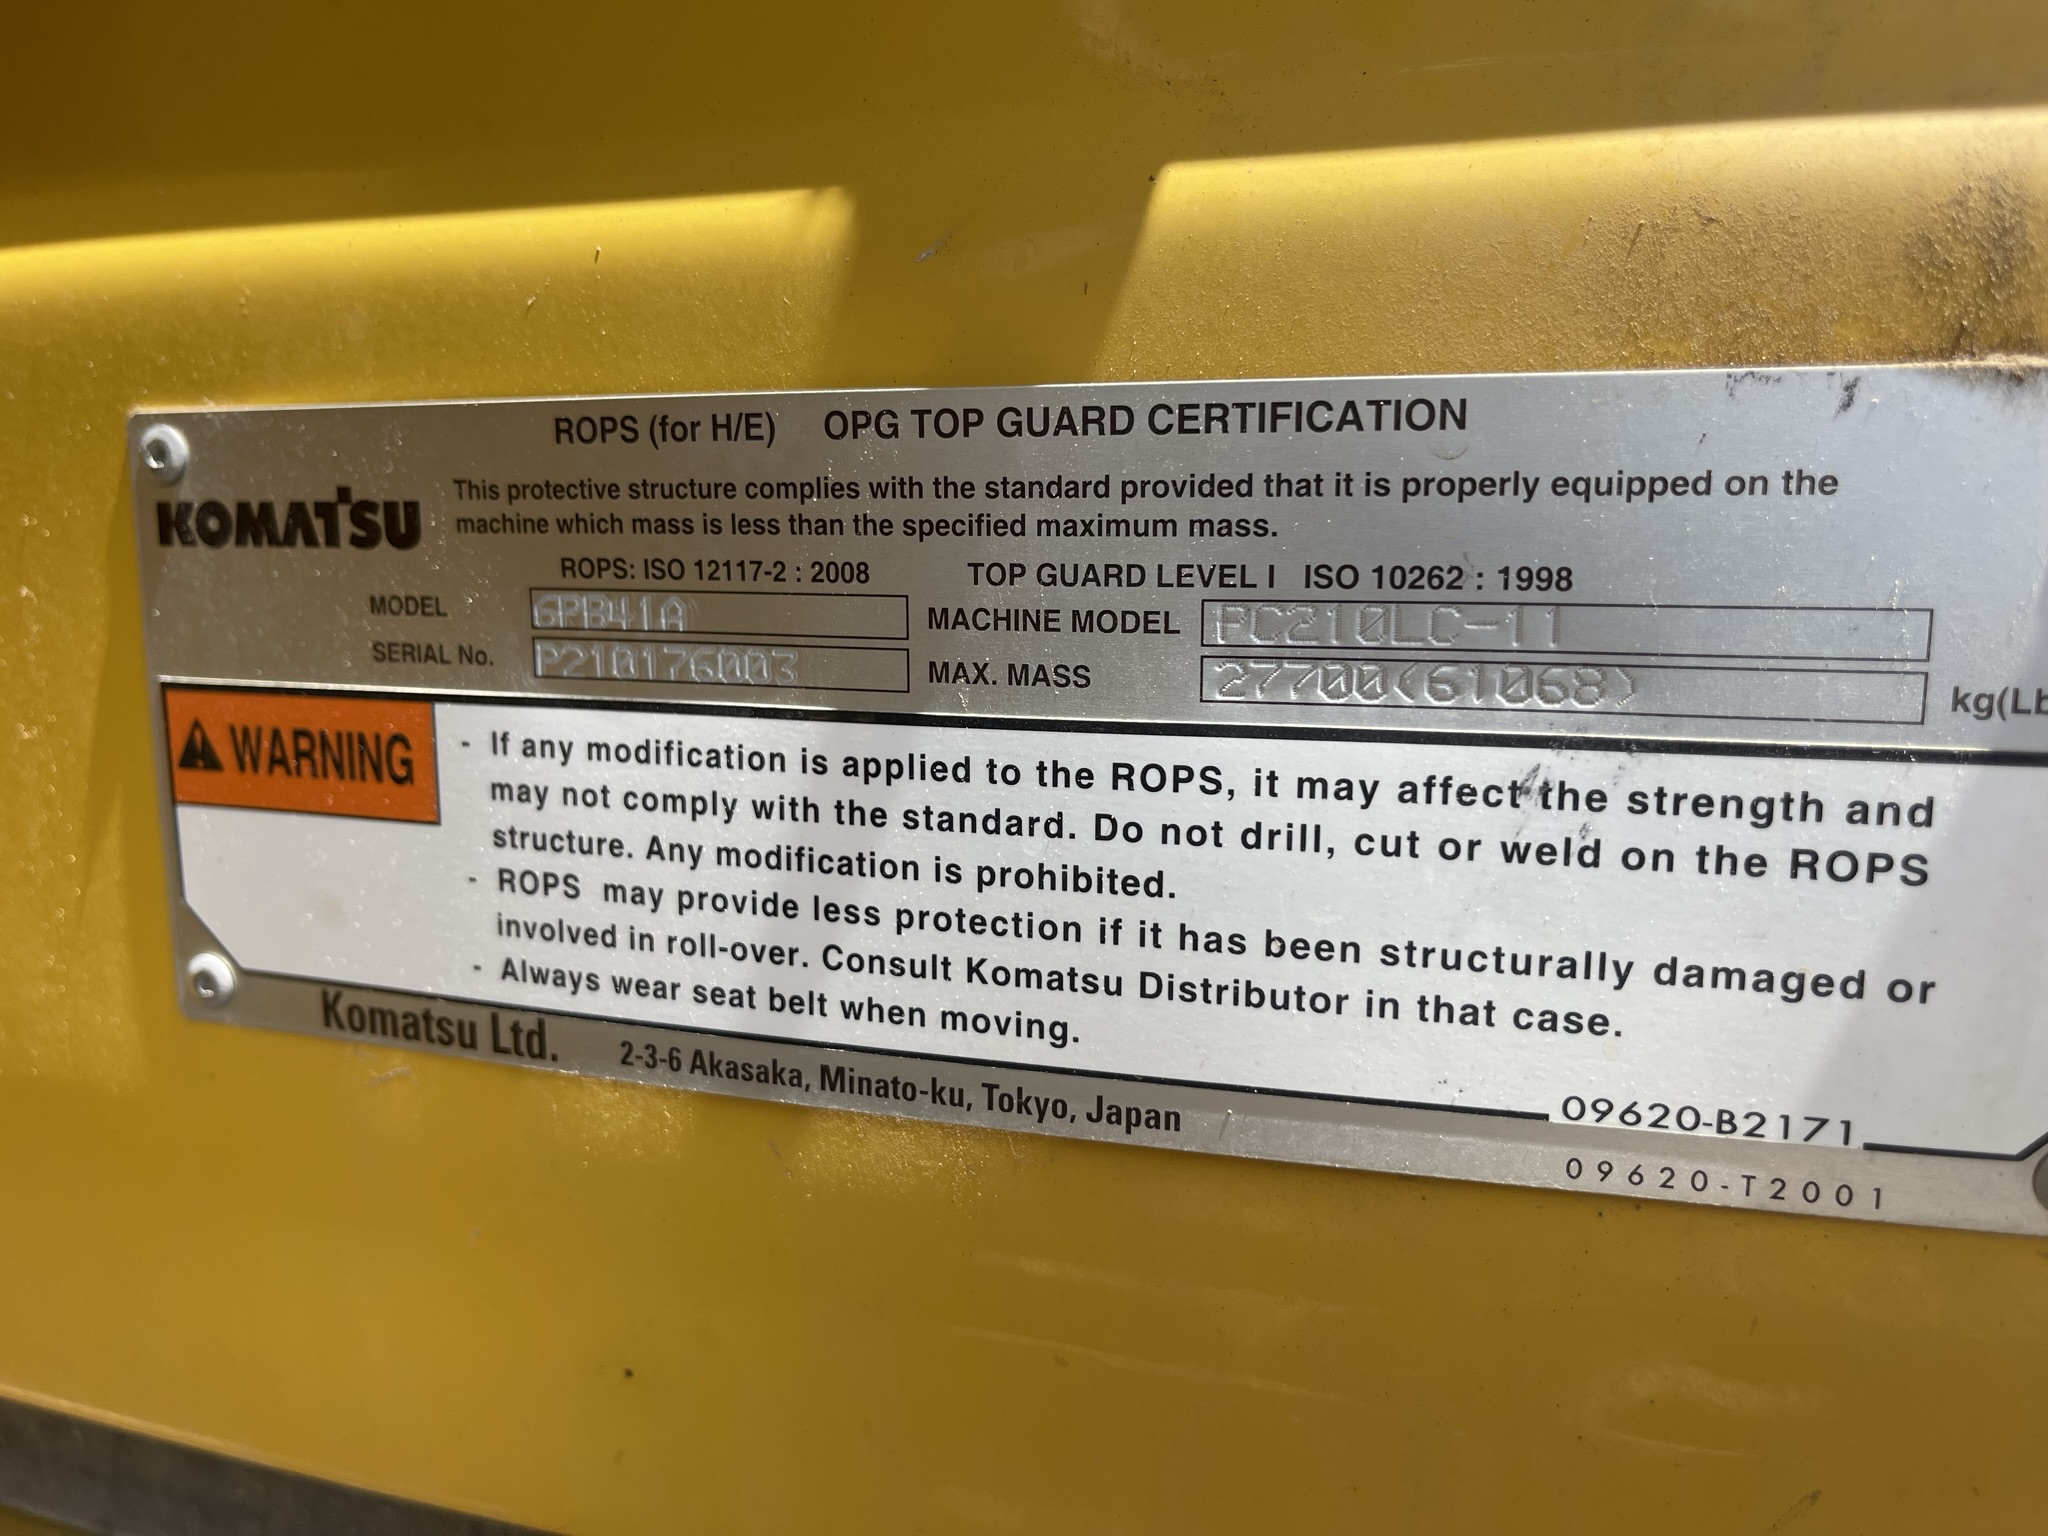 ROPS (for H/E) OPG TOP GUARD CERTIFICATION
KOMATSU
This protective structure complies with the standard provided that it is properly equipped on the
machine which mass is less than the specified maximum mass.
ROPS: ISO 12117-2 : 2008 TOP GUARD LEVEL I ISO 10262 : 1998
MODEL 6PB41A MACHINE MODEL PC210LC-11
SERIAL No. P210176003 MAX. MASS 27700(61068) kg(Lb
WARNING
- If any modification is applied to the ROPS, it may affect the strength and
may not comply with the standard. Do not drill, cut or weld on the ROPS
structure. Any modification is prohibited.
- ROPS may provide less protection if it has been structurally damaged or
involved in roll-over. Consult Komatsu Distributor in that case.
- Always wear seat belt when moving.
Komatsu Ltd. 2-3-6 Akasaka, Minato-ku, Tokyo, Japan
09620-B2171
09620-T2001